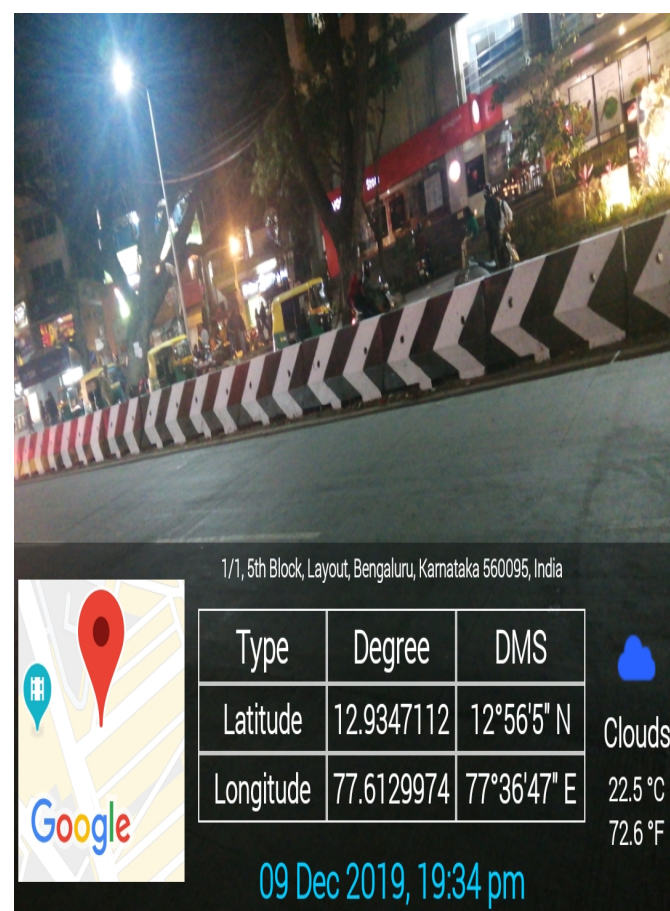 1/1, 5th Block, Layout, Bengaluru, Karnataka 560095, India
Type Degree DMS
Latitude 12.9347112 12°56'5" N
Longitude 77.6129974 77°36'47" E
Clouds
22.5 °C
72.6 °F
Google
09 Dec 2019, 19:34 pm